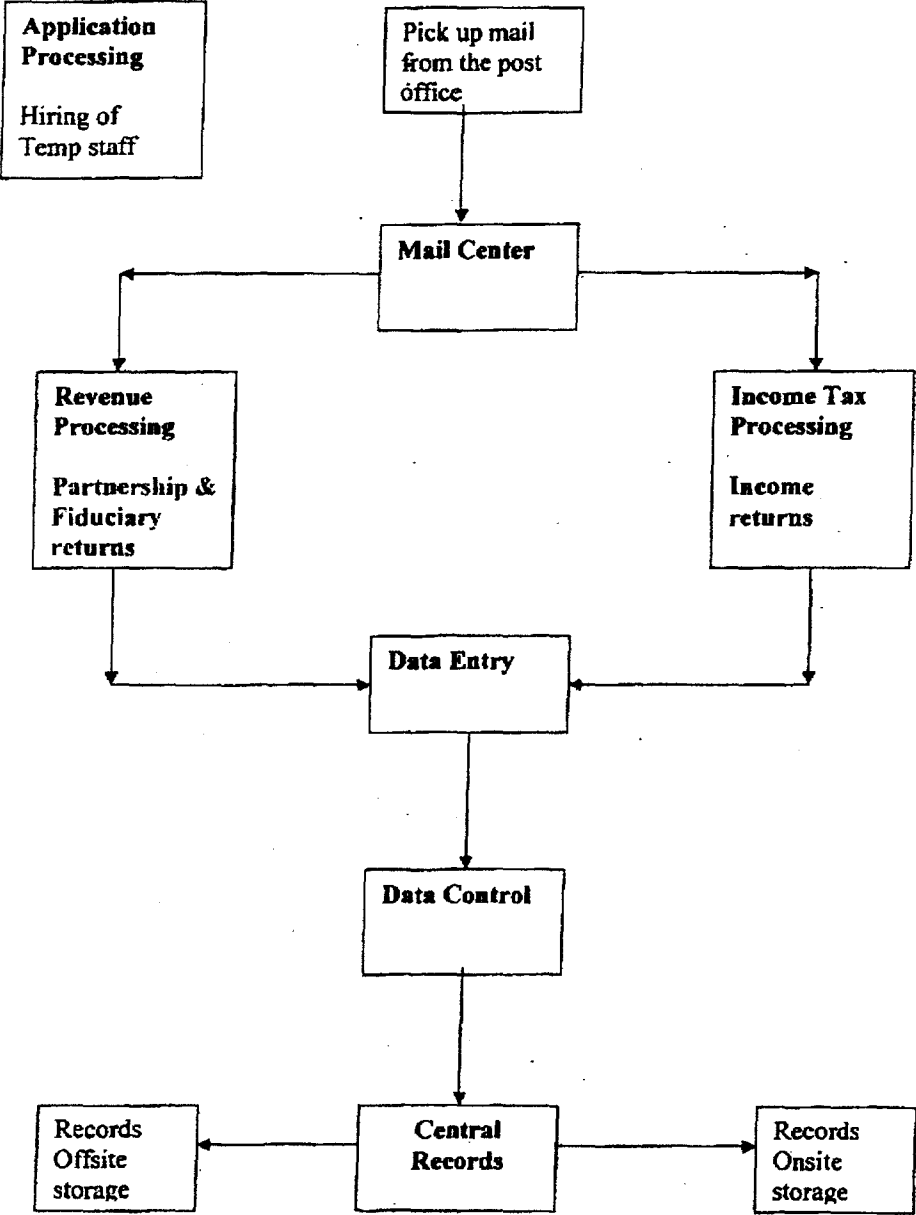 Application
Processing
Hiring of
Temp staff
Pick up mail
from the post
office
Mail Center
Revenue
Processing
Partnership &
Fiduciary
returns
Income Tax
Processing
Income
returns
Data Entry
Data Control
Central
Records
Records
Offsite
storage
Records
Onsite
storage